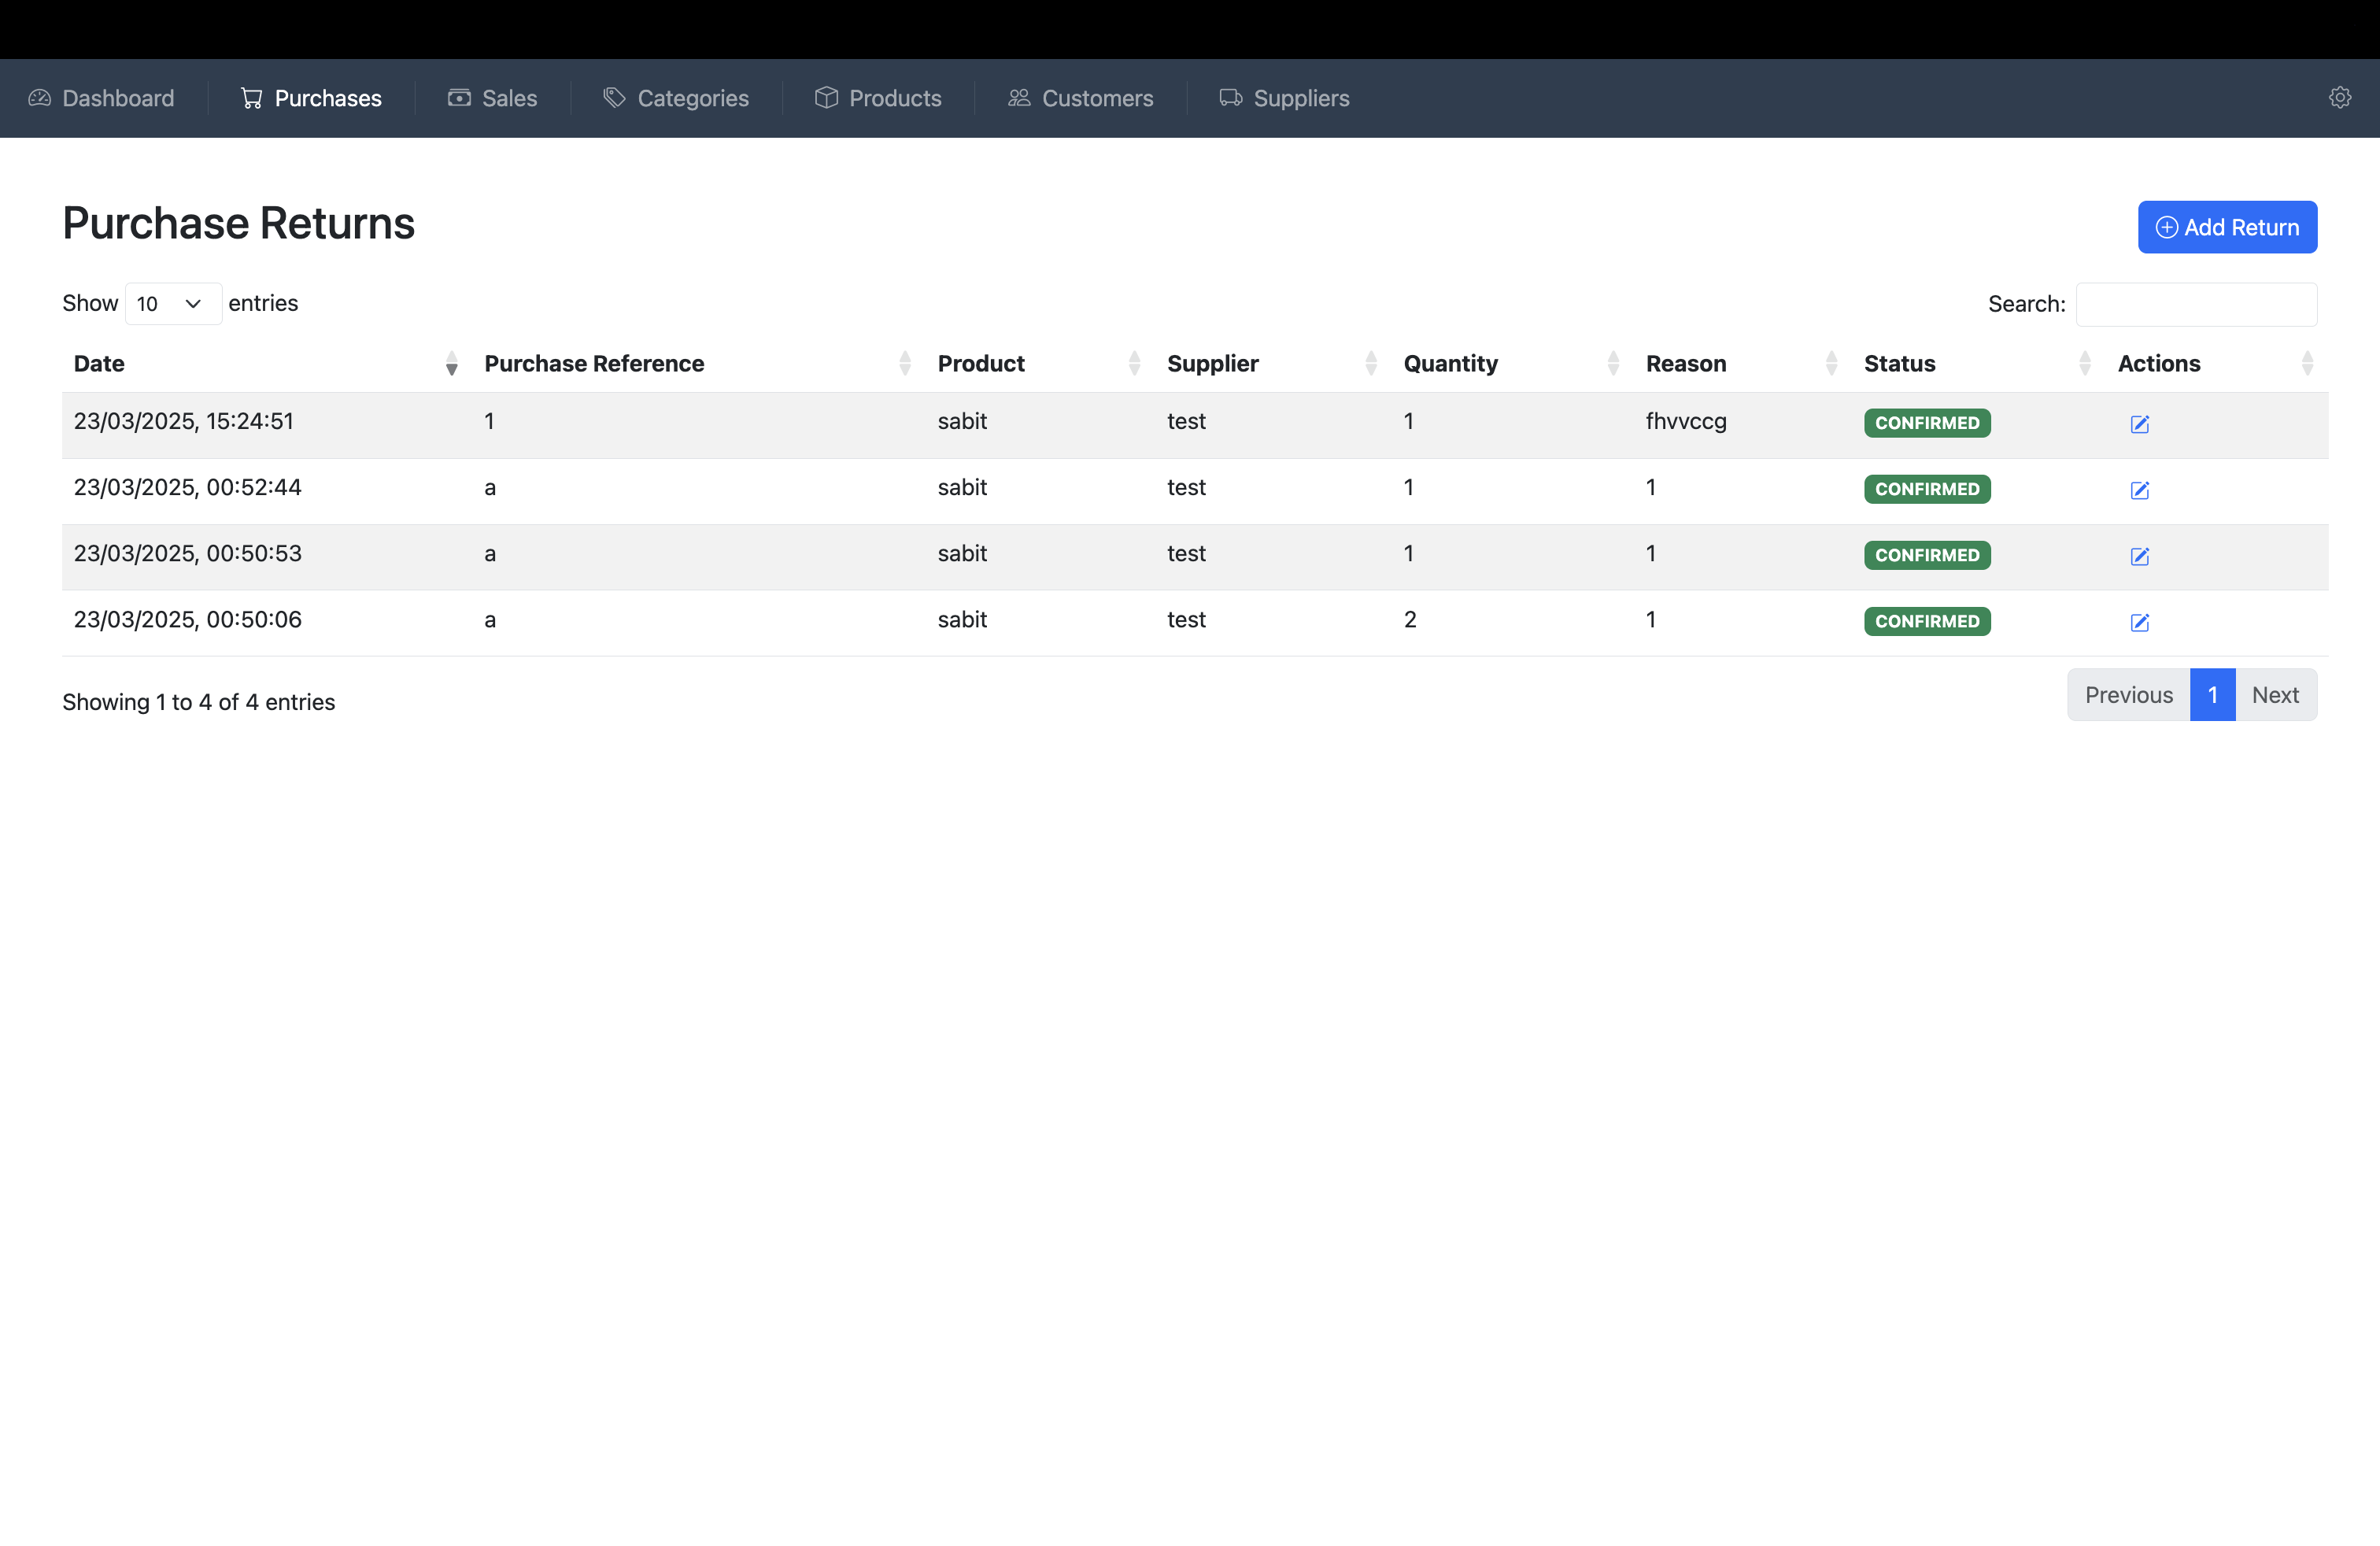 Dashboard Purchases Sales Categories Products Customers Suppliers
Purchase Returns
Add Return
Show 10 entries
Search:
Date Purchase Reference Product Supplier Quantity Reason Status Actions
23/03/2025, 15:24:51 1 sabit test 1 fhvvccg CONFIRMED
23/03/2025, 00:52:44 a sabit test 1 1 CONFIRMED
23/03/2025, 00:50:53 a sabit test 1 1 CONFIRMED
23/03/2025, 00:50:06 a sabit test 2 1 CONFIRMED
Showing 1 to 4 of 4 entries
Previous 1 Next